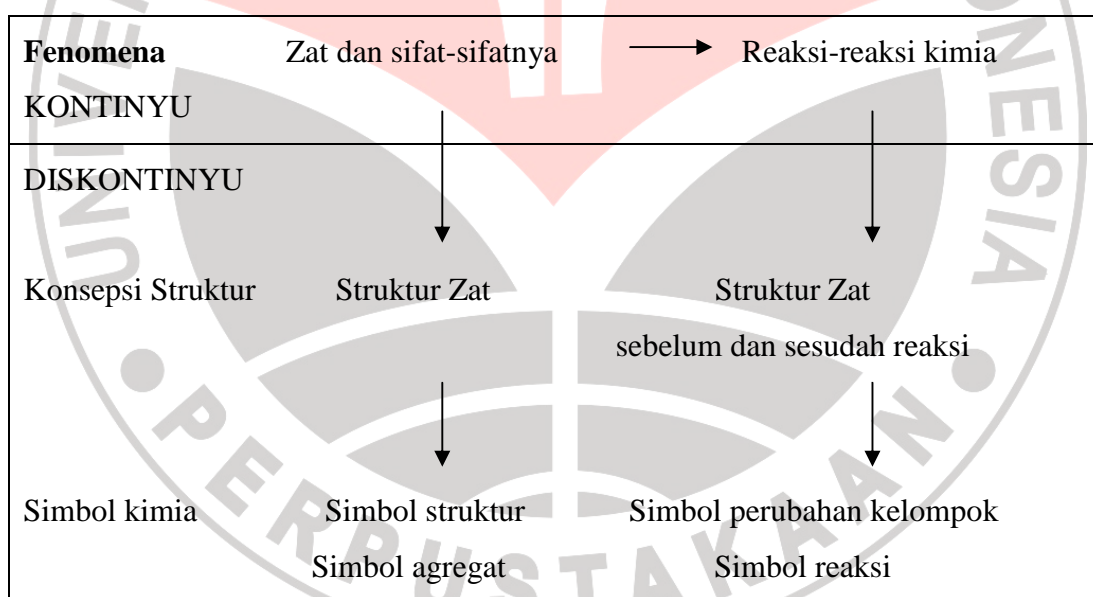 Fenomena Zat dan sifat-sifatnya Reaksi-reaksi kimia
KONTINYU
DISKONTINYU
Konsepsi Struktur Struktur Zat Struktur Zat
sebelum dan sesudah reaksi
Simbol kimia Simbol struktur Simbol perubahan kelompok
Simbol agregat Simbol reaksi
PERPUSTAKAAN